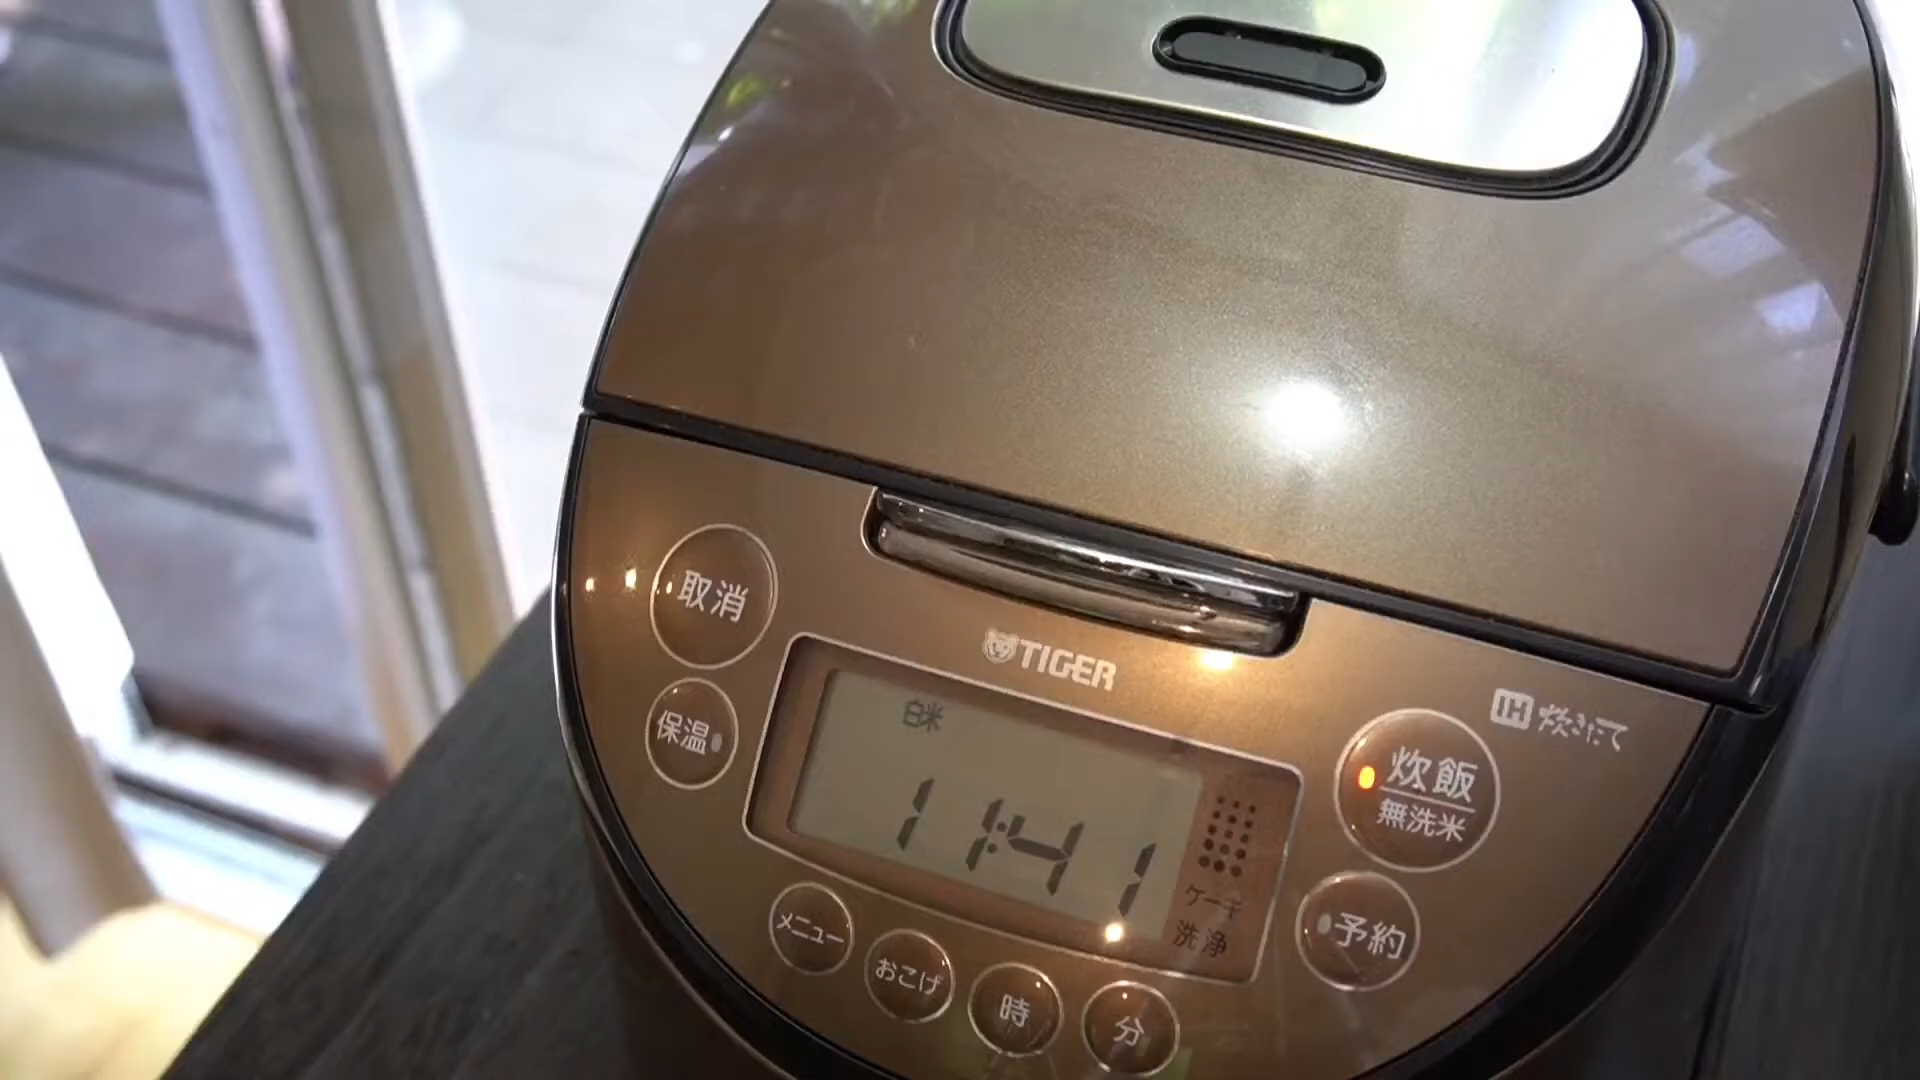 取消
TIGER
保温
白米
11:41
IH 炊きたて
炊飯
無洗米
ケーキ
洗浄
予約
メニュー
おこげ
時
分